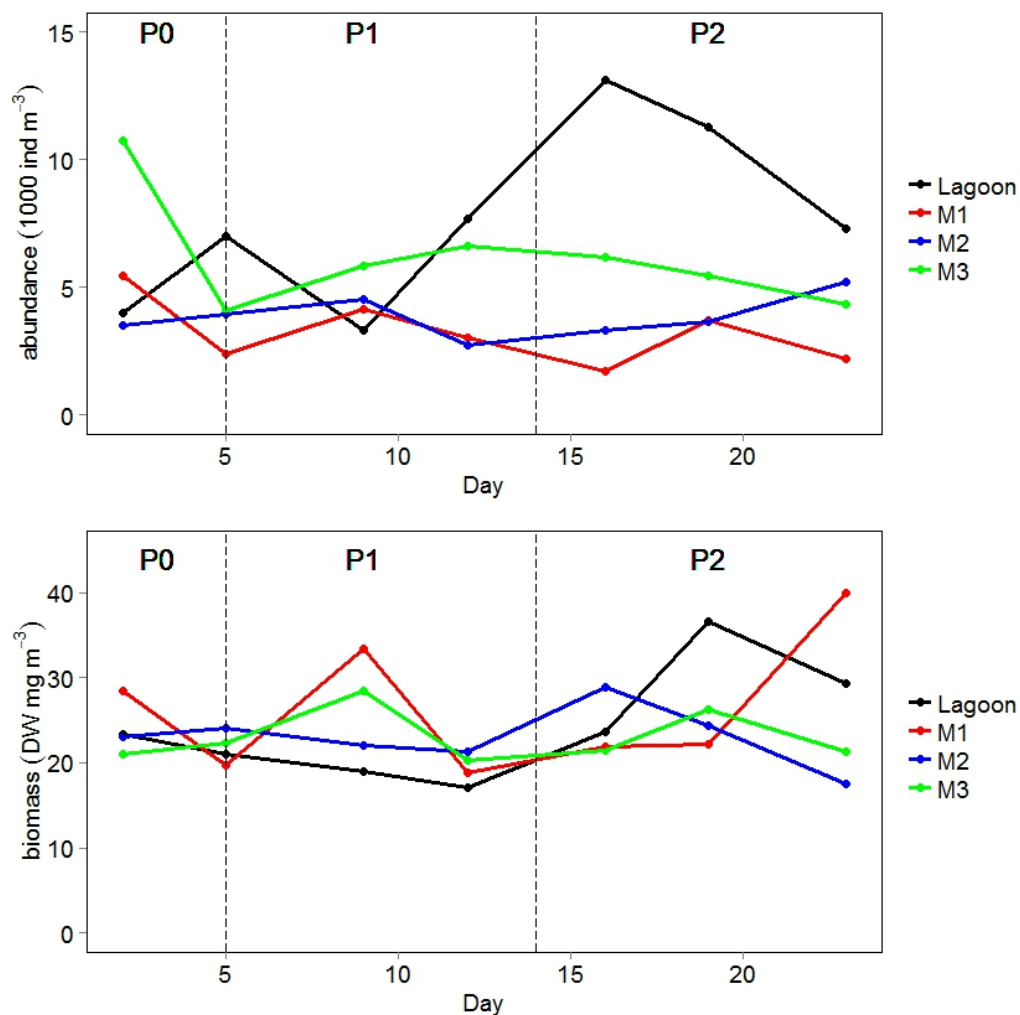 P0 P1 P2
15
10
5
0
abundance (1000 ind m⁻³)
5 10 15 20
Day
Lagoon
M1
M2
M3
P0 P1 P2
40
30
20
10
0
biomass (DW mg m⁻³)
5 10 15 20
Day
Lagoon
M1
M2
M3